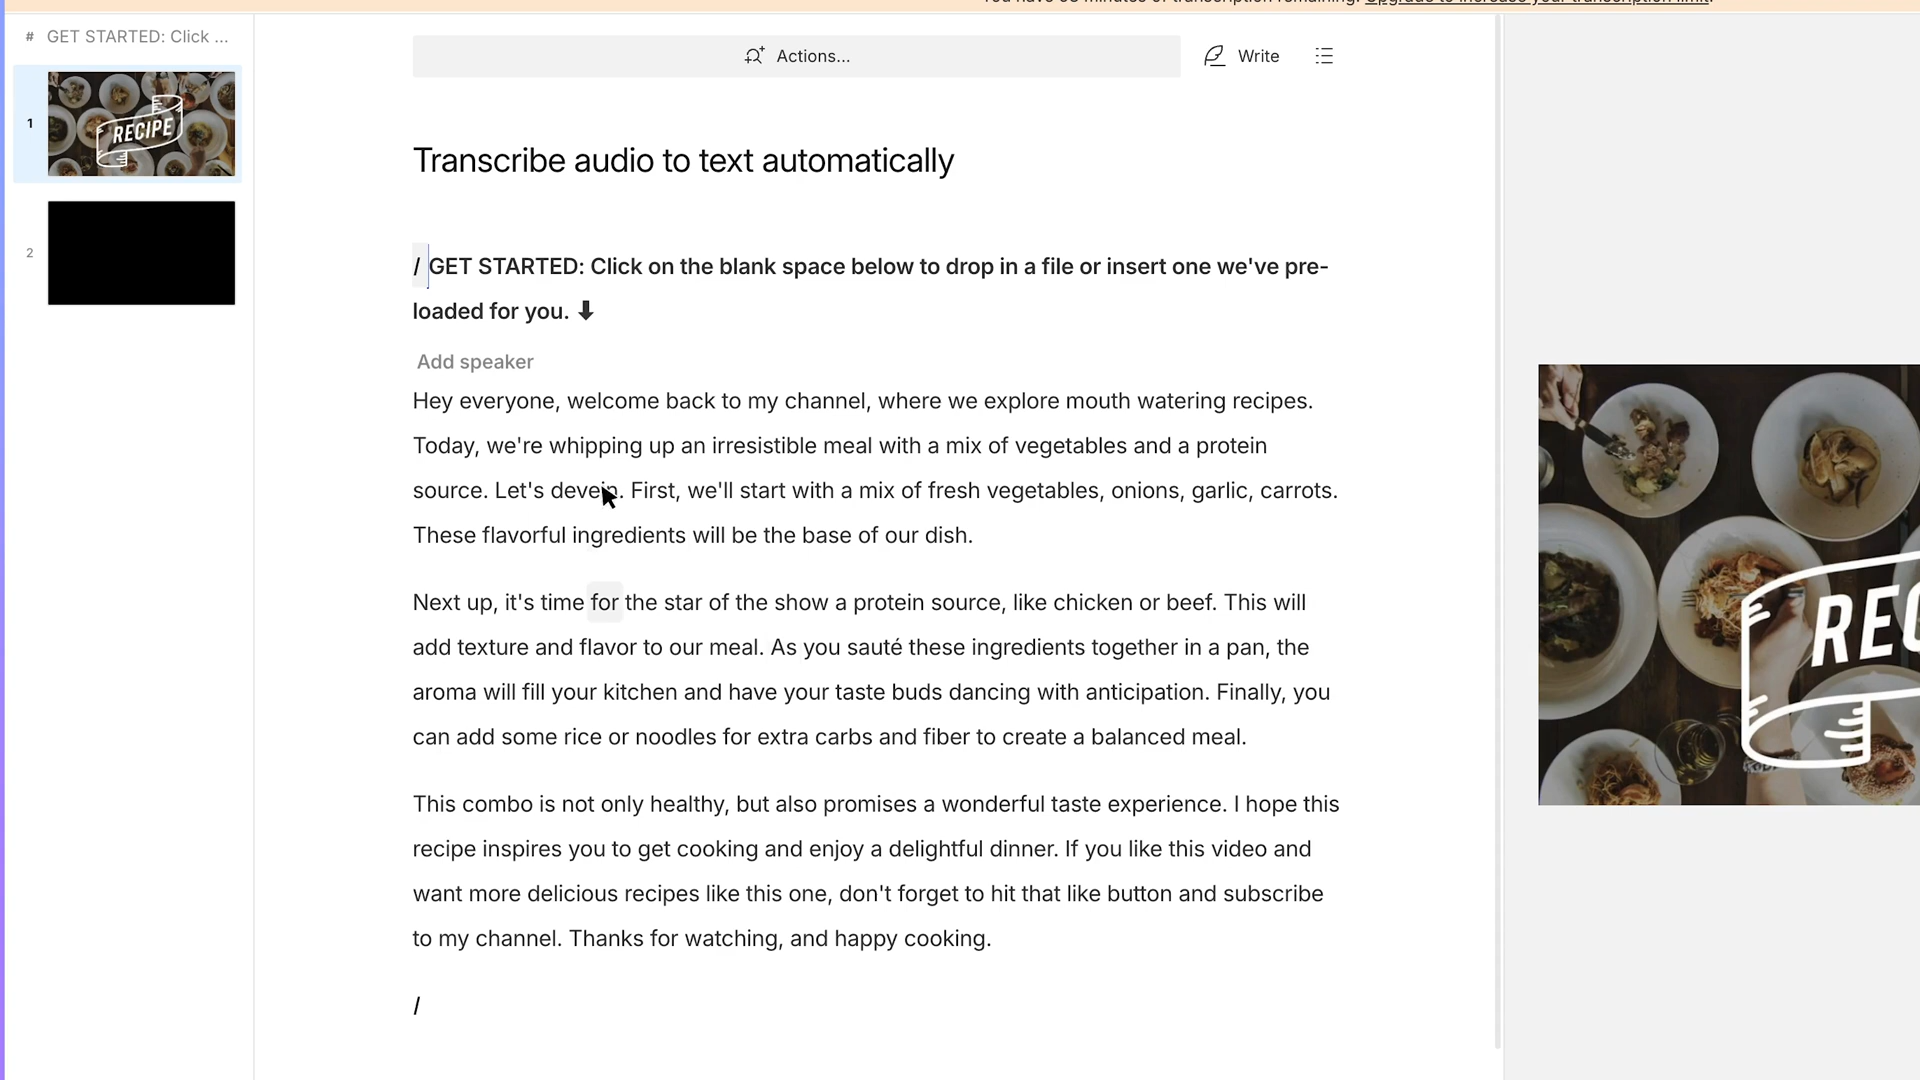 Upgrade to increase your transcription limit.
# GET STARTED: Click ...
Actions...
Write
1
RECIPE
2
Transcribe audio to text automatically
/ GET STARTED: Click on the blank space below to drop in a file or insert one we've pre-
loaded for you. ⬇
Add speaker
Hey everyone, welcome back to my channel, where we explore mouth watering recipes.
Today, we're whipping up an irresistible meal with a mix of vegetables and a protein
source. Let's devein. First, we'll start with a mix of fresh vegetables, onions, garlic, carrots.
These flavorful ingredients will be the base of our dish.
Next up, it's time for the star of the show a protein source, like chicken or beef. This will
add texture and flavor to our meal. As you sauté these ingredients together in a pan, the
aroma will fill your kitchen and have your taste buds dancing with anticipation. Finally, you
can add some rice or noodles for extra carbs and fiber to create a balanced meal.
This combo is not only healthy, but also promises a wonderful taste experience. I hope this
recipe inspires you to get cooking and enjoy a delightful dinner. If you like this video and
want more delicious recipes like this one, don't forget to hit that like button and subscribe
to my channel. Thanks for watching, and happy cooking.
/
REC